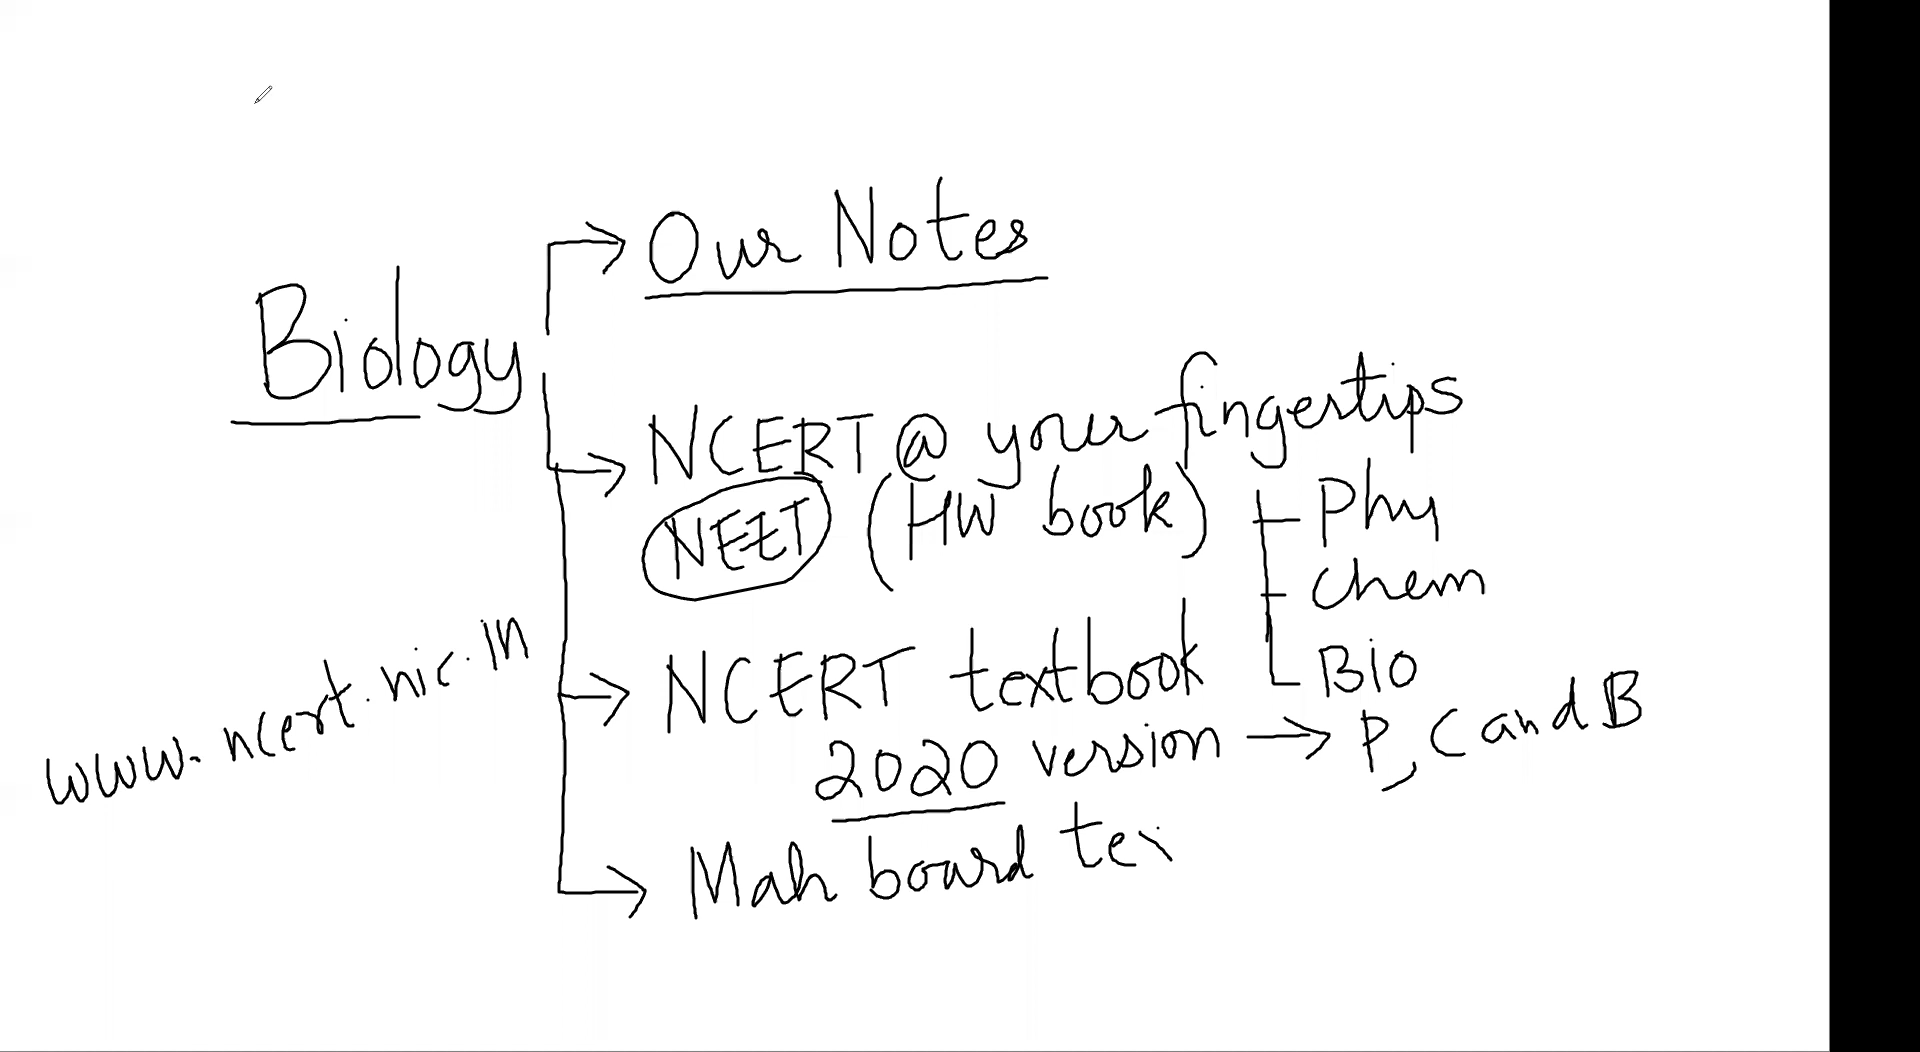 Our Notes
Biology
NCERT @ your fingertips
NEET (HW book)
Phy
Chem
Bio
www.ncert.nic.in
NCERT textbook
2020 version → P, C and B
Mah board tex